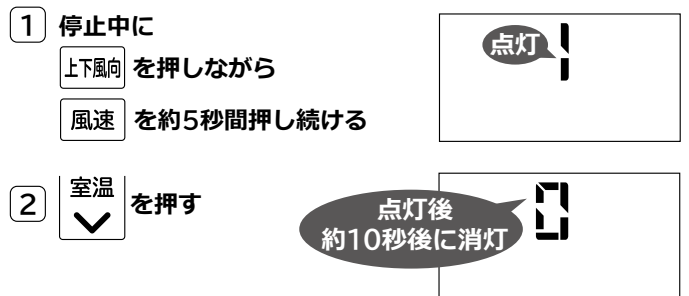 1 停止中に
上下風向 を押しながら
風速 を約5秒間押し続ける
点灯 1
2 室温 を押す
点灯後
約10秒後に消灯
0